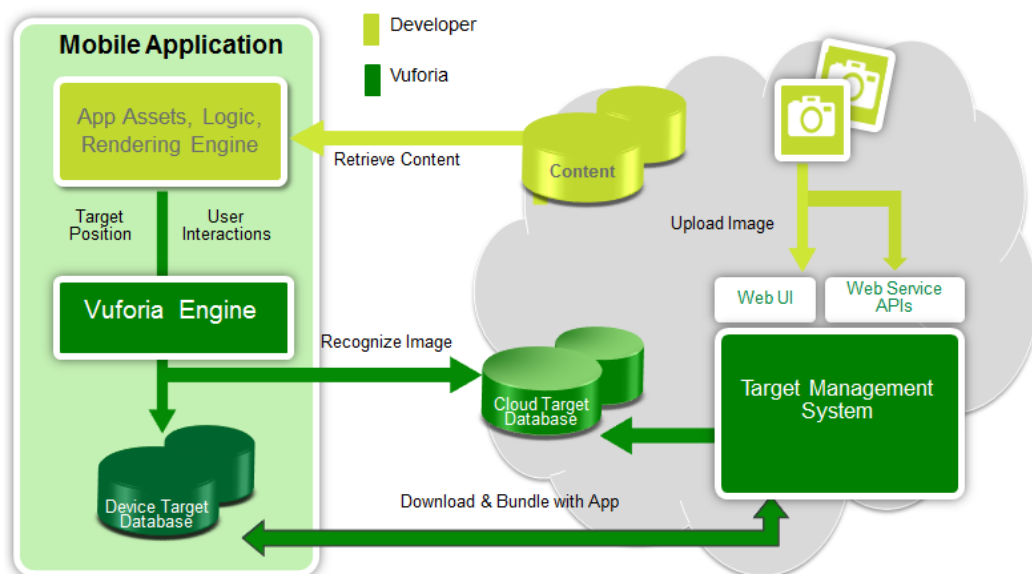 Mobile Application
Developer
Vuforia
App Assets, Logic,
Rendering Engine
Retrieve Content
Content
Target
Position
User
Interactions
Upload Image
Vuforia Engine
Web UI
Web Service
APIs
Recognize Image
Cloud Target
Database
Target Management
System
Device Target
Database
Download & Bundle with App